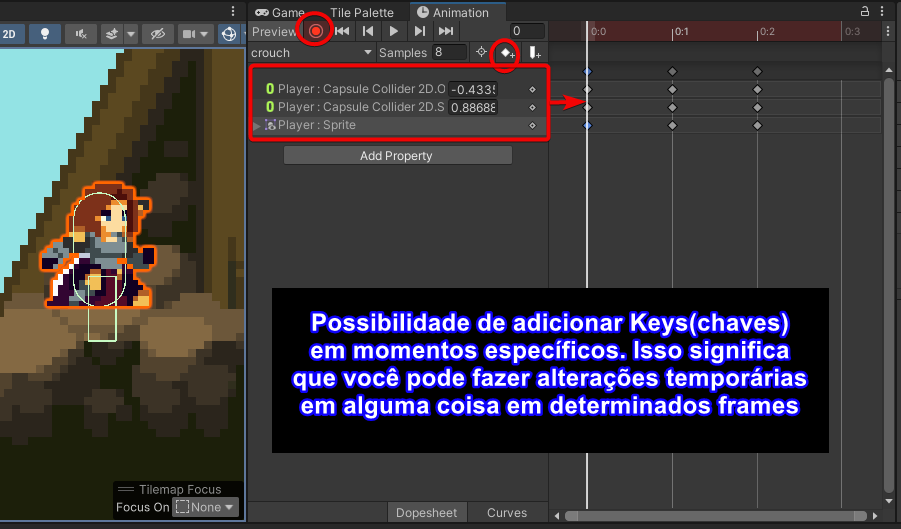 Game Tile Palette Animation
2D Preview 0 0:0 0:1 0:2 0:3
crouch Samples 8
Player : Capsule Collider 2D.O -0.4335
Player : Capsule Collider 2D.S 0.88688
Player : Sprite
Add Property
Possibilidade de adicionar Keys(chaves)
em momentos específicos. Isso significa
que você pode fazer alterações temporárias
em alguma coisa em determinados frames
Tilemap Focus
Focus On None
Dopesheet Curves